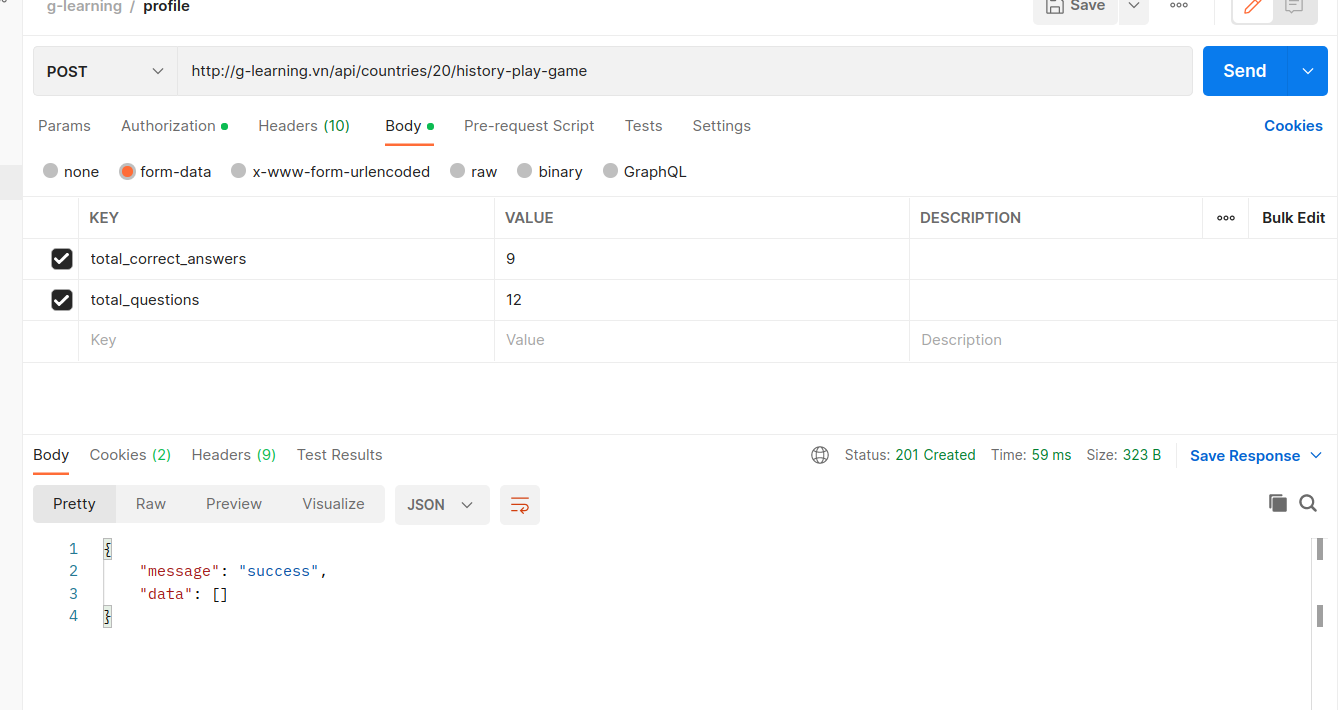 g-learning / profile
Save
POST http://g-learning.vn/api/countries/20/history-play-game Send
Params Authorization Headers (10) Body Pre-request Script Tests Settings Cookies
none form-data x-www-form-urlencoded raw binary GraphQL
KEY VALUE DESCRIPTION Bulk Edit
total_correct_answers 9
total_questions 12
Key Value Description
Body Cookies (2) Headers (9) Test Results Status: 201 Created Time: 59 ms Size: 323 B Save Response
Pretty Raw Preview Visualize JSON
1 {
2 "message": "success",
3 "data": []
4 }